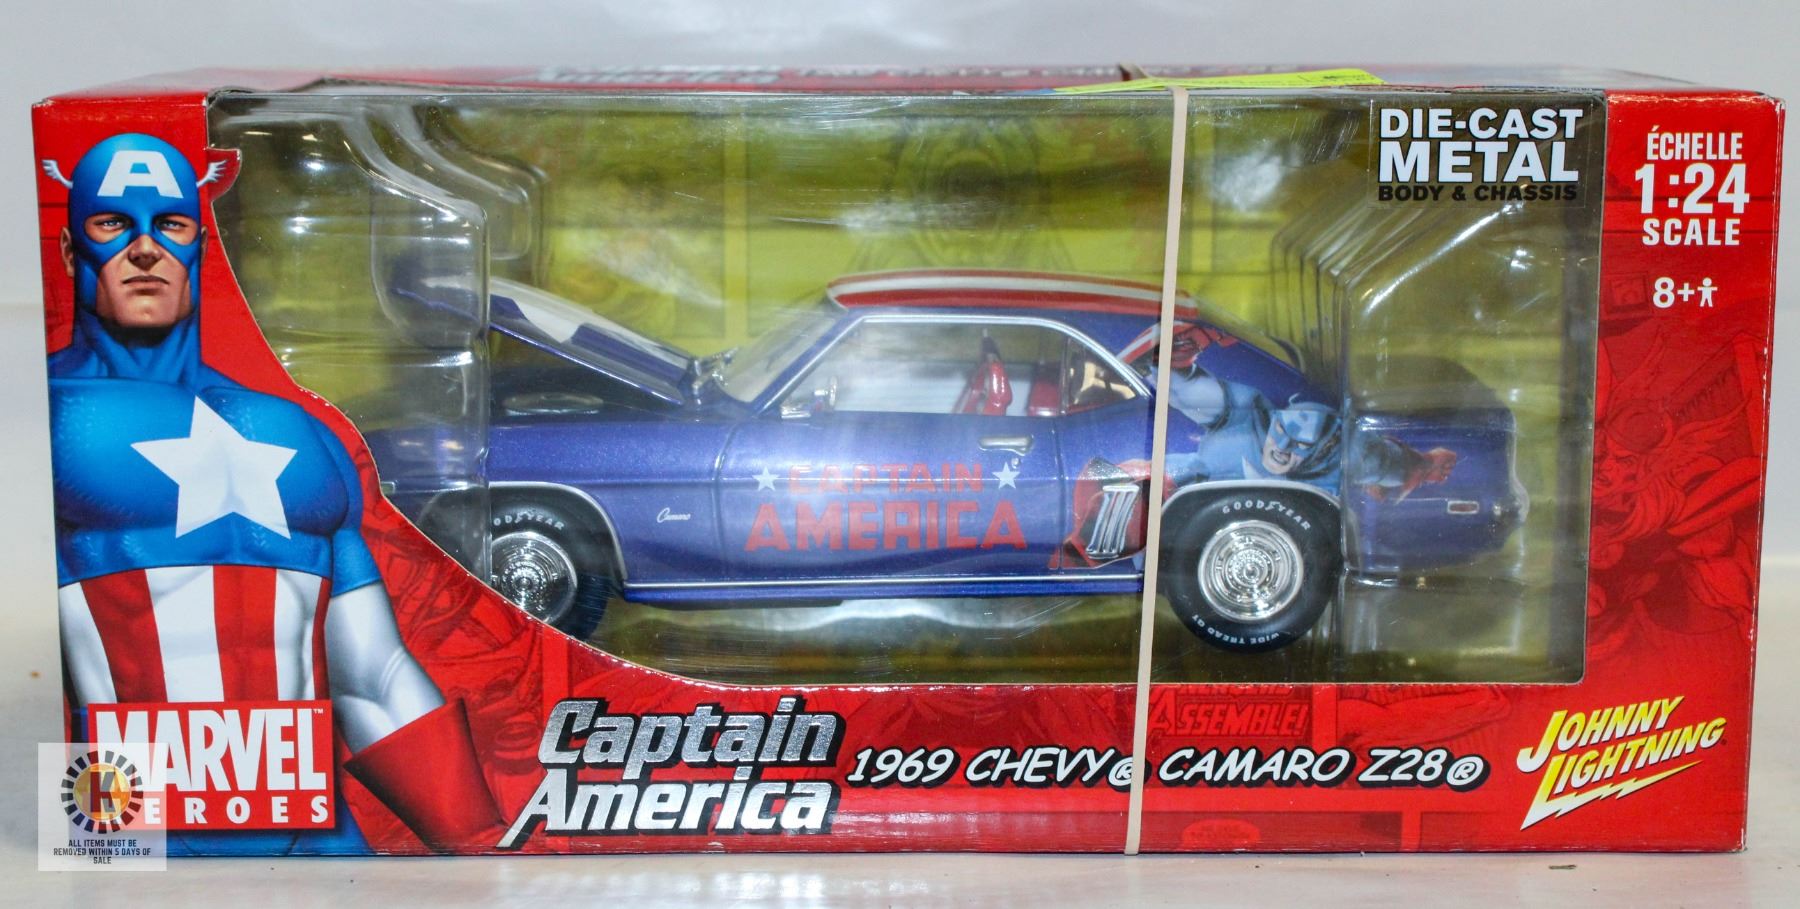 DIE-CAST
METAL
BODY & CHASSIS
ÉCHELLE
1:24
SCALE
8+
A
CAPTAIN
AMERICA
Camaro
GOODYEAR
GOODYEAR
WIDE TREAD GT
AVENGERS
ASSEMBLE!
MARVEL™
HEROES
Captain
America
1969 CHEVY® CAMARO Z28®
JOHNNY
LIGHTNING
K
ALL ITEMS MUST BE
REMOVED WITHIN 5 DAYS OF
SALE